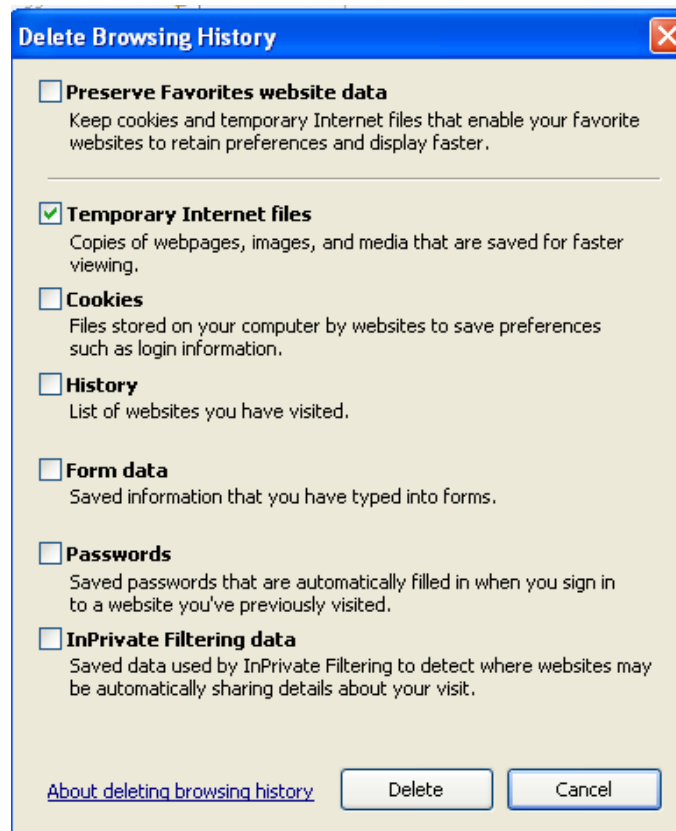 Delete Browsing History
Preserve Favorites website data
Keep cookies and temporary Internet files that enable your favorite
websites to retain preferences and display faster.
Temporary Internet files
Copies of webpages, images, and media that are saved for faster
viewing.
Cookies
Files stored on your computer by websites to save preferences
such as login information.
History
List of websites you have visited.
Form data
Saved information that you have typed into forms.
Passwords
Saved passwords that are automatically filled in when you sign in
to a website you've previously visited.
InPrivate Filtering data
Saved data used by InPrivate Filtering to detect where websites may
be automatically sharing details about your visit.
About deleting browsing history Delete Cancel